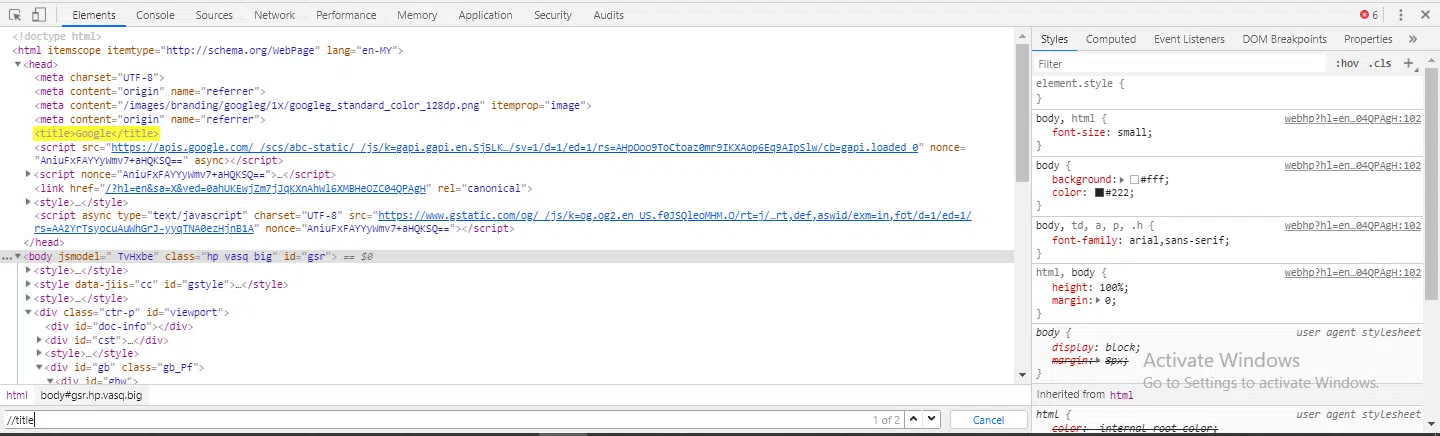 Elements Console Sources Network Performance Memory Application Security Audits 6
<!doctype html>
<html itemscope itemtype="http://schema.org/WebPage" lang="en-MY">
<head>
<meta charset="UTF-8">
<meta content="origin" name="referrer">
<meta content="/images/branding/googleg/1x/googleg_standard_color_128dp.png" itemprop="image">
<meta content="origin" name="referrer">
<title>Google</title>
<script src="https://apis.google.com/_/scs/abc-static/_/js/k=gapi.gapi.en.Sj5LK…/sv=1/d=1/ed=1/rs=AHpOoo9ToCtoaz0mr9IKXAop6Eq9AIpSlw/cb=gapi.loaded_0" nonce=
"AniuFxFAYYyWmv7+aHQKSQ==" async></script>
<script nonce="AniuFxFAYYyWmv7+aHQKSQ==">…</script>
<link href="/?hl=en&sa=X&ved=0ahUKEwjZm7jJqKXnAhWl6XMBHeOZC04QPAgH" rel="canonical">
<style>…</style>
<script async type="text/javascript" charset="UTF-8" src="https://www.gstatic.com/og/_/js/k=og.og2.en_US.f0JSQleoMHM.O/rt=j/…rt,def,aswid/exm=in,fot/d=1/ed=1/
rs=AA2YrTsyocuAuWhGrJ-yyqTNA0ezHjnB1A" nonce="AniuFxFAYYyWmv7+aHQKSQ=="></script>
</head>
…<body jsmodel=" TvHxbe" class="hp vasq big" id="gsr"> == $0
<style>…</style>
<style data-jiis="cc" id="gstyle">…</style>
<style>…</style>
<div class="ctr-p" id="viewport">
<div id="doc-info"></div>
<div id="cst">…</div>
<style>…</style>
<div id="gb" class="gb_Pf">
<div id="gbw">
html body#gsr.hp.vasq.big
//title 1 of 2 Cancel
Styles Computed Event Listeners DOM Breakpoints Properties »
Filter :hov .cls +
element.style {
}
body, html { webhp?hl=en…04QPAgH:102
font-size: small;
}
body { webhp?hl=en…04QPAgH:102
background: #fff;
color: #222;
}
body, td, a, p, .h { webhp?hl=en…04QPAgH:102
font-family: arial,sans-serif;
}
html, body { webhp?hl=en…04QPAgH:102
height: 100%;
margin: 0;
}
body { user agent stylesheet
display: block;
margin: 8px;
}
Activate Windows
Go to Settings to activate Windows.
Inherited from html
html { user agent stylesheet
color: -internal-root-color;